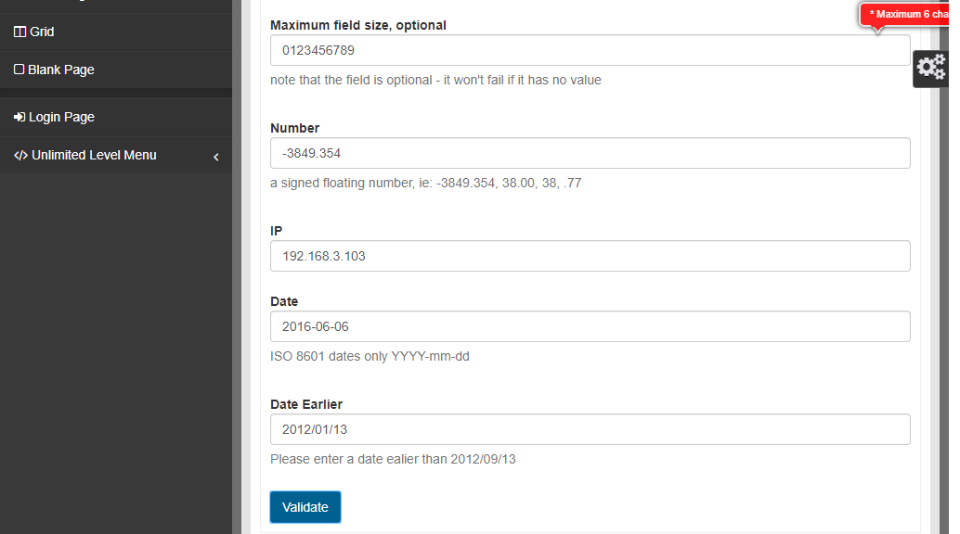 Grid
Blank Page
Login Page
Unlimited Level Menu
* Maximum 6 cha
Maximum field size, optional
0123456789
note that the field is optional - it won't fail if it has no value
Number
-3849.354
a signed floating number, ie: -3849.354, 38.00, 38, .77
IP
192.168.3.103
Date
2016-06-06
ISO 8601 dates only YYYY-mm-dd
Date Earlier
2012/01/13
Please enter a date ealier than 2012/09/13
Validate